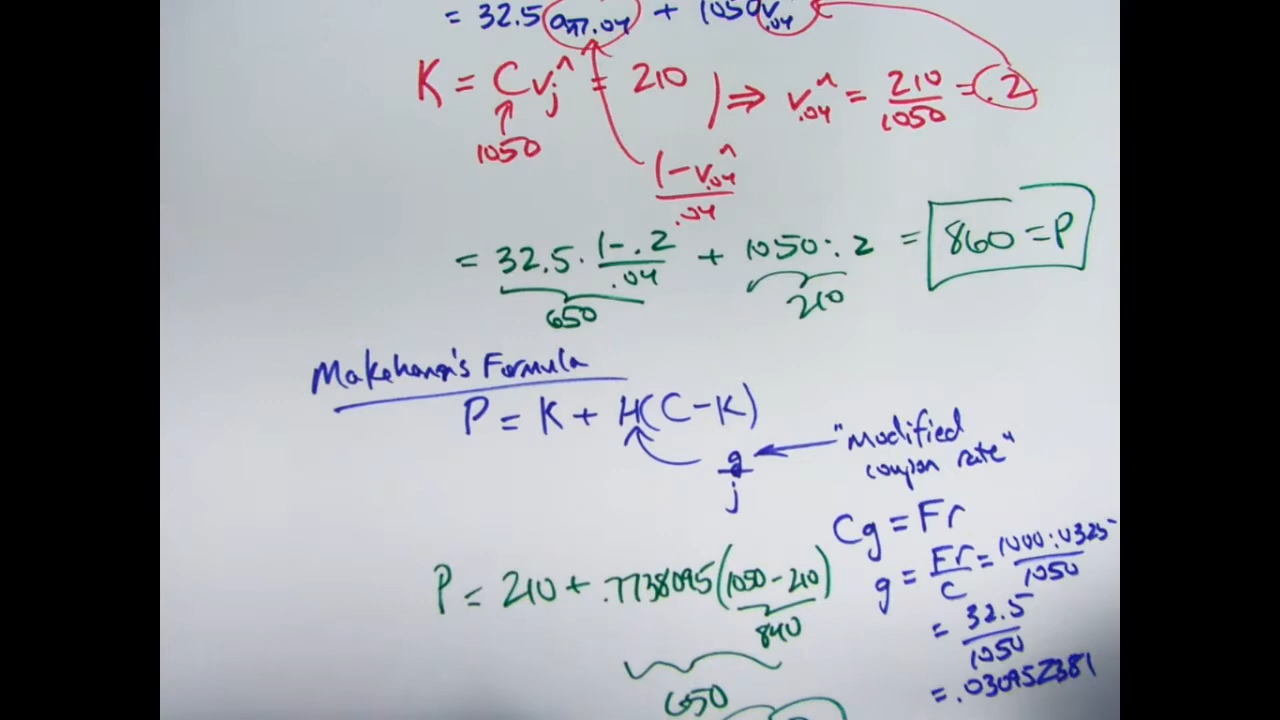 = 32.5 a n̅|.04 + 1050 v^n .04
K = C v_j^n = 210 ) ⇒ v.04^n = 210/1050 = .2
1050
1 - v.04^n / .04
= 32.5 · 1 - .2 / .04 + 1050 · .2 = 860 = P
650 210
Makeham's Formula
P = K + H(C - K)
g/j ← "modified coupon rate"
Cg = Fr
g = Fr/C = 1000 · .0325 / 1050
= 32.5/1050
= .030952381
P = 210 + .7738095(1050 - 210)
840
650